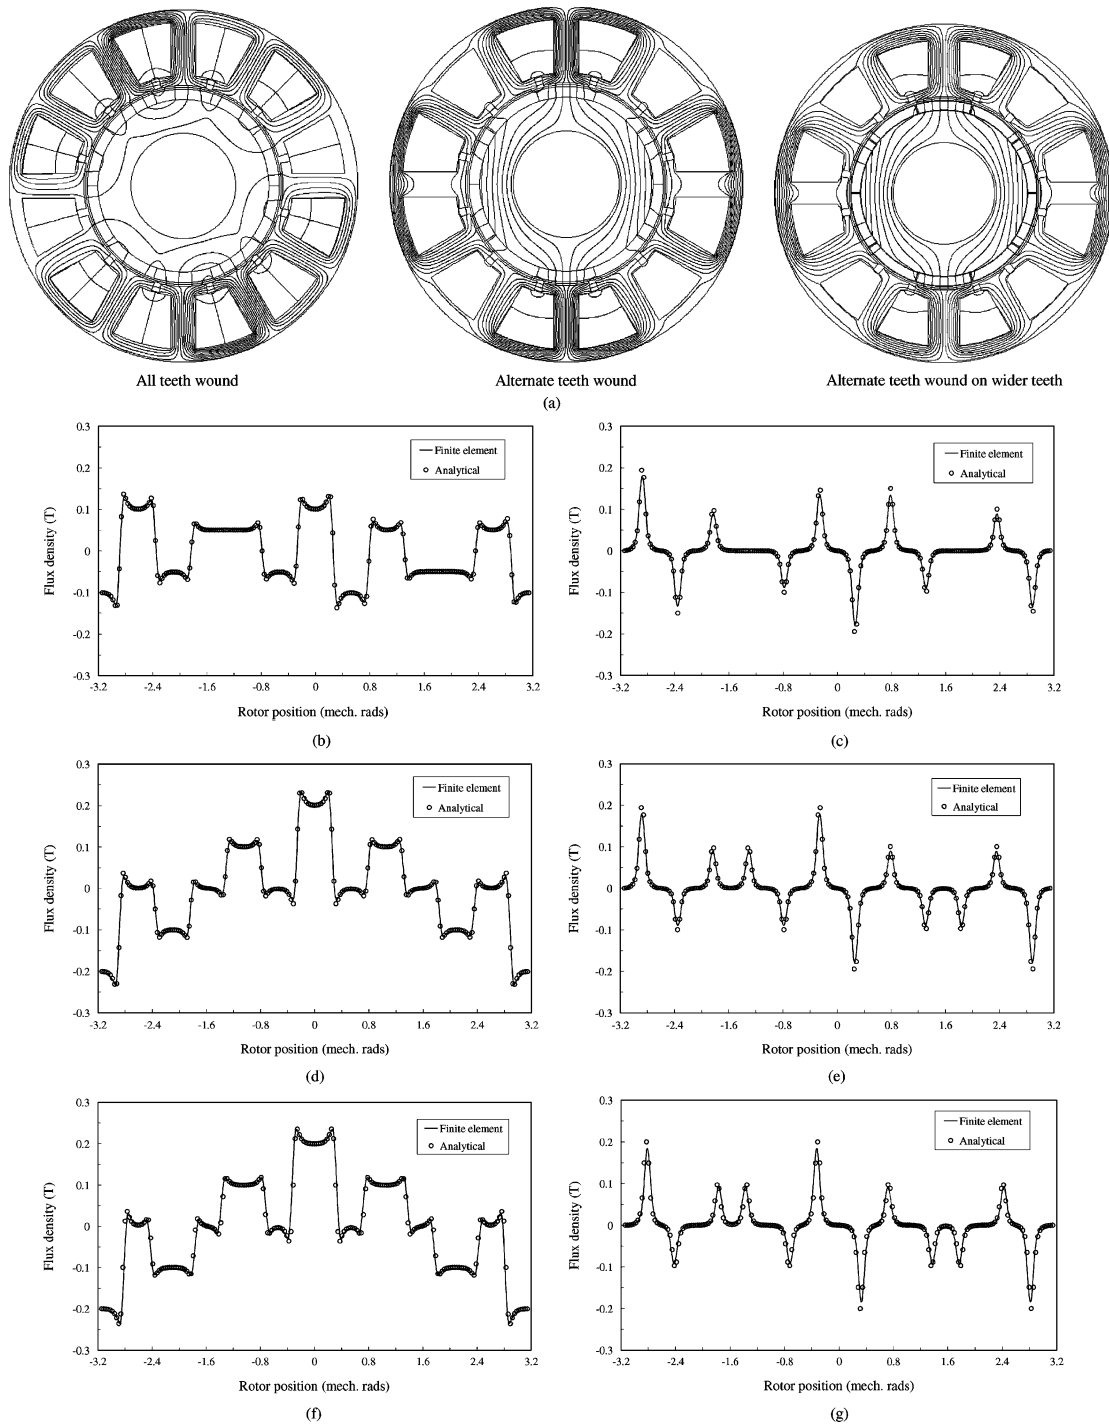 All teeth wound
Alternate teeth wound
Alternate teeth wound on wider teeth
(a)
0.3
0.2
0.1
0
-0.1
-0.2
-0.3
Flux density (T)
Finite element
Analytical
-3.2 -2.4 -1.6 -0.8 0 0.8 1.6 2.4 3.2
Rotor position (mech. rads)
(b)
0.3
0.2
0.1
0
-0.1
-0.2
-0.3
Flux density (T)
Finite element
Analytical
-3.2 -2.4 -1.6 -0.8 0 0.8 1.6 2.4 3.2
Rotor position (mech. rads)
(c)
0.3
0.2
0.1
0
-0.1
-0.2
-0.3
Flux density (T)
Finite element
Analytical
-3.2 -2.4 -1.6 -0.8 0 0.8 1.6 2.4 3.2
Rotor position (mech. rads)
(d)
0.3
0.2
0.1
0
-0.1
-0.2
-0.3
Flux density (T)
Finite element
Analytical
-3.2 -2.4 -1.6 -0.8 0 0.8 1.6 2.4 3.2
Rotor position (mech. rads)
(e)
0.3
0.2
0.1
0
-0.1
-0.2
-0.3
Flux density (T)
Finite element
Analytical
-3.2 -2.4 -1.6 -0.8 0 0.8 1.6 2.4 3.2
Rotor position (mech. rads)
(f)
0.3
0.2
0.1
0
-0.1
-0.2
-0.3
Flux density (T)
Finite element
Analytical
-3.2 -2.4 -1.6 -0.8 0 0.8 1.6 2.4 3.2
Rotor position (mech. rads)
(g)